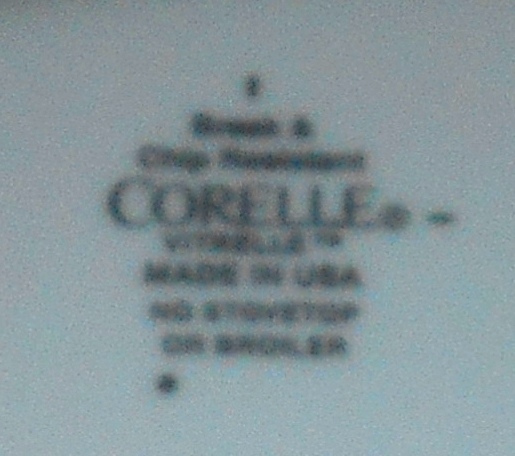 Break &
Chip Resistant
CORELLE®
VITRELLE™
MADE IN USA
NO STOVETOP
OR BROILER